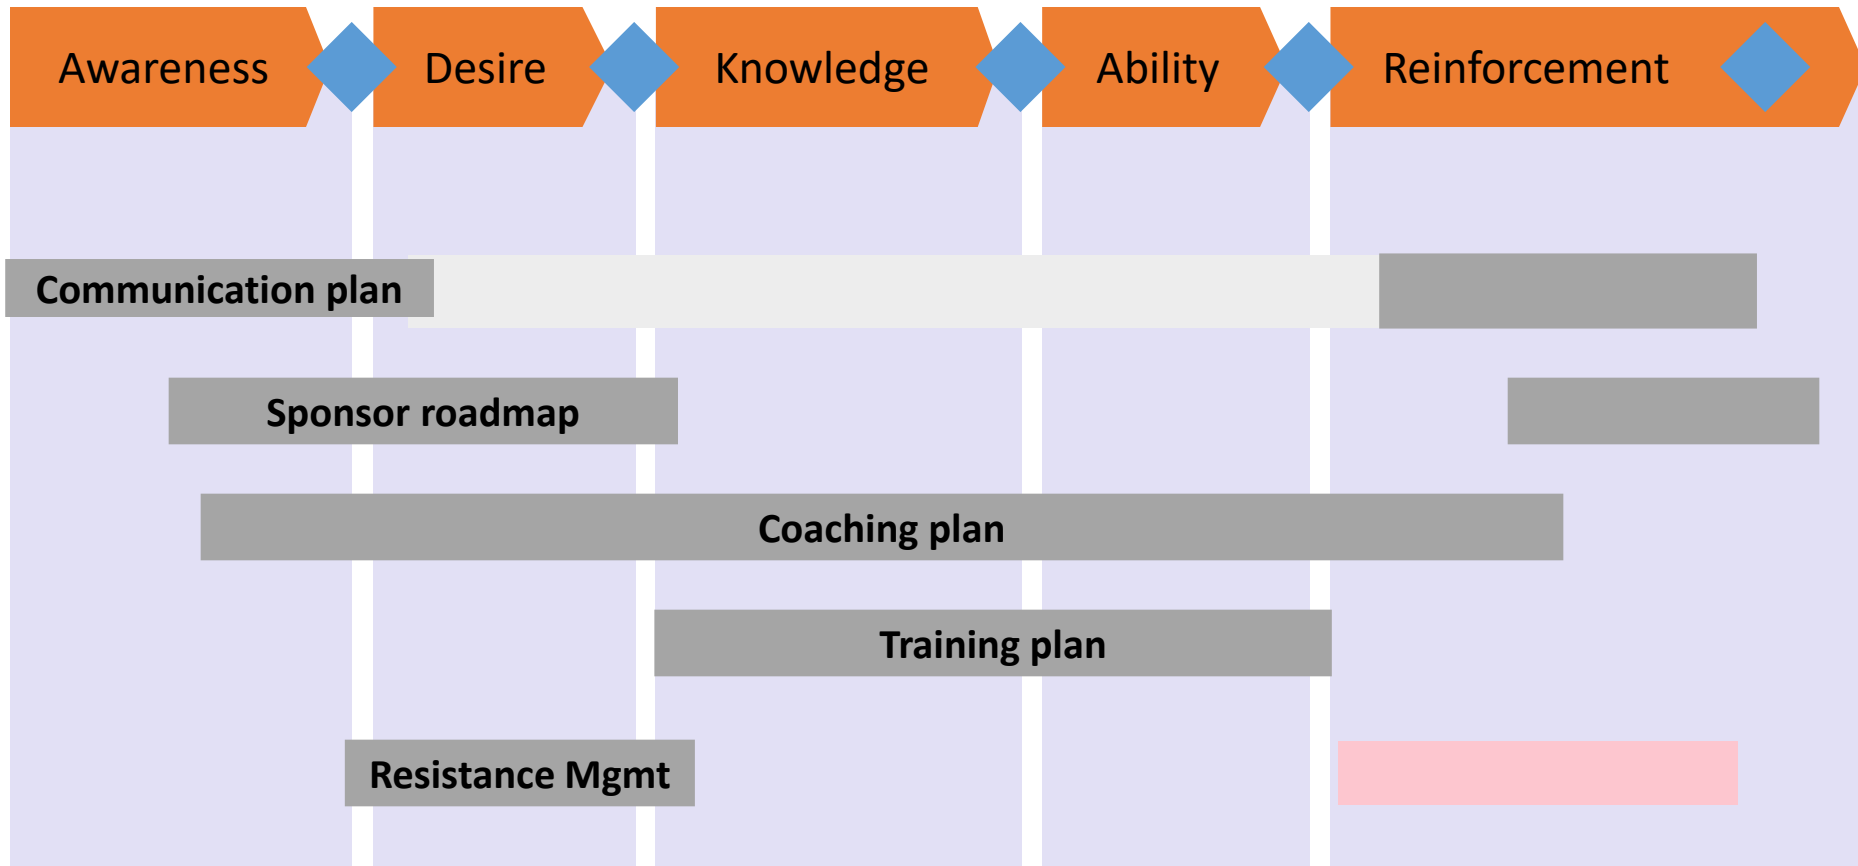 Awareness
Desire
Knowledge
Ability
Reinforcement
Communication plan
Sponsor roadmap
Coaching plan
Training plan
Resistance Mgmt